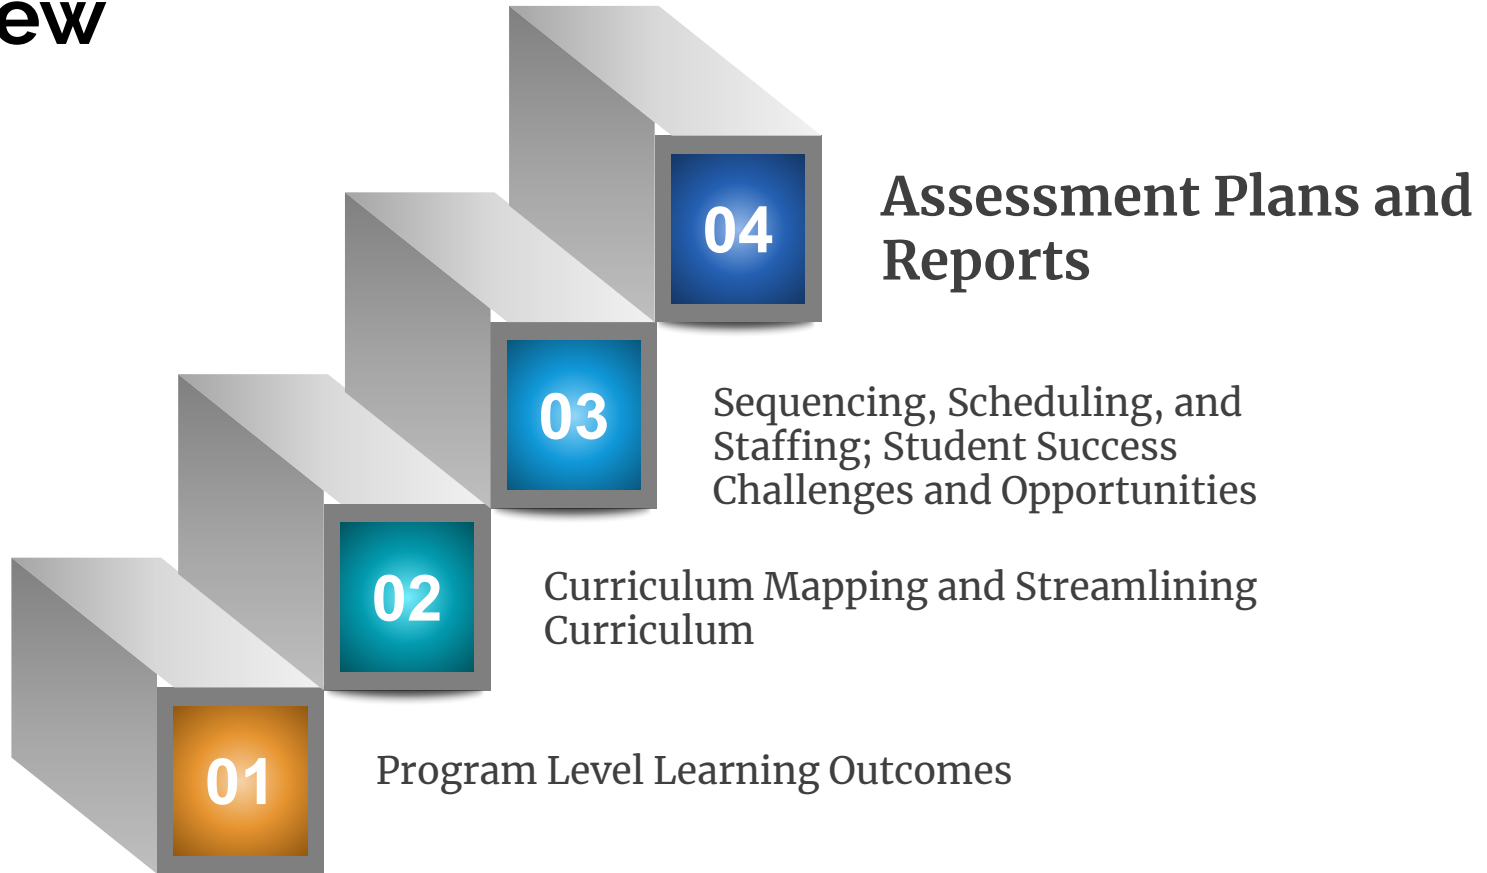 ew
04
Assessment Plans and
Reports
03
Sequencing, Scheduling, and
Staffing; Student Success
Challenges and Opportunities
02
Curriculum Mapping and Streamlining
Curriculum
01
Program Level Learning Outcomes